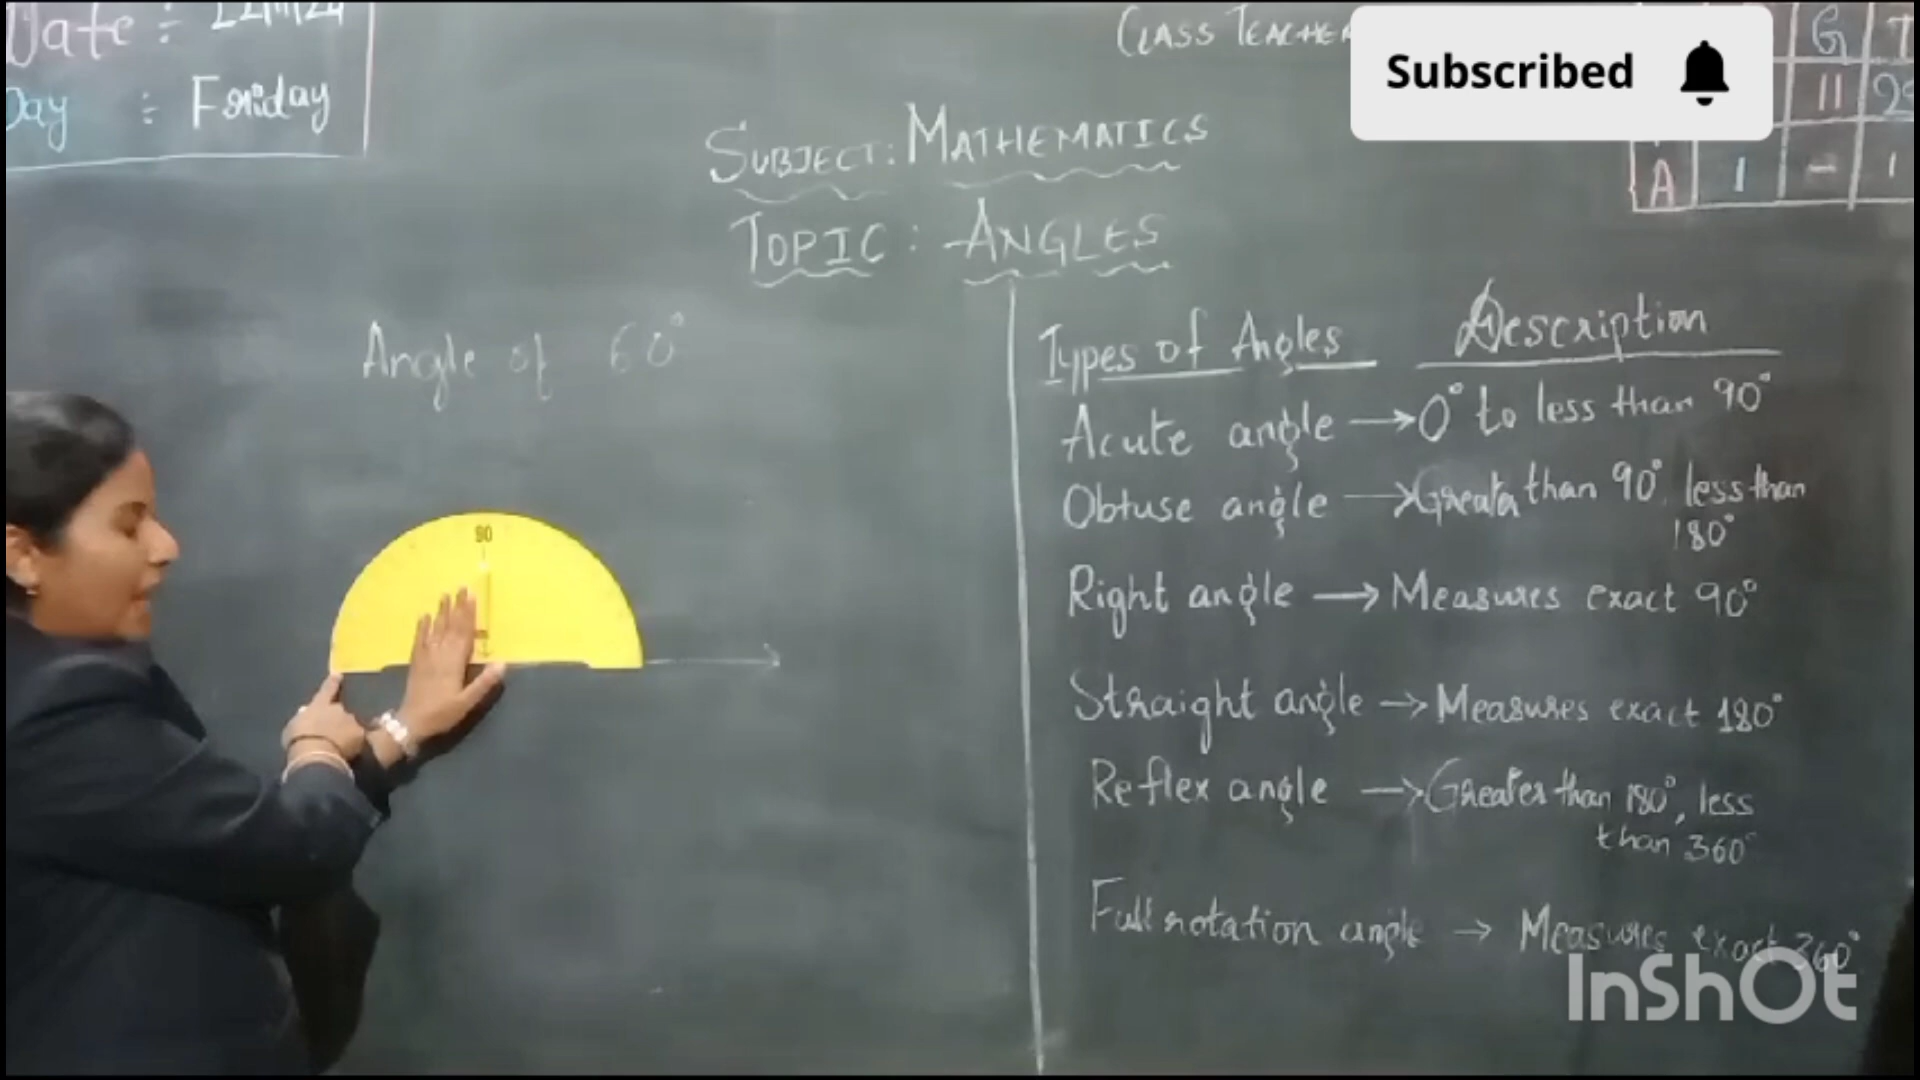 Date ÷ 22/11/24
Day ÷ Friday
CLASS TEACHER
Subscribed
G T
11
A 1 - 1
SUBJECT: MATHEMATICS
TOPIC: ANGLES
Angle of 60°
90
Types of Angles Description
Acute angle → 0° to less than 90°
Obtuse angle → Greater than 90° less than
180°
Right angle → Measures exact 90°
Straight angle → Measures exact 180°
Reflex angle → Greater than 180°, less
than 360°
Full rotation angle → Measures exact 360°
InShOt